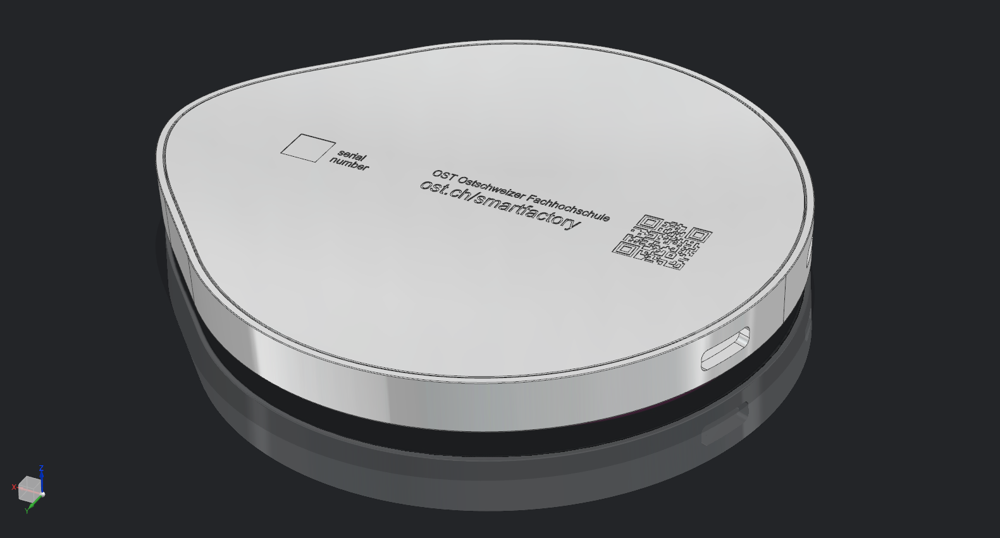 serial
number
OST Ostschweizer Fachhochschule
ost.ch/smartfactory
Z
X
Y